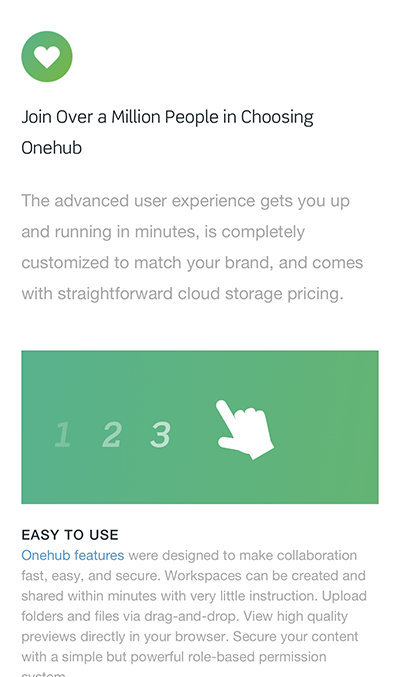 Join Over a Million People in Choosing
Onehub
The advanced user experience gets you up
and running in minutes, is completely
customized to match your brand, and comes
with straightforward cloud storage pricing.
1 2 3
EASY TO USE
Onehub features were designed to make collaboration
fast, easy, and secure. Workspaces can be created and
shared within minutes with very little instruction. Upload
folders and files via drag-and-drop. View high quality
previews directly in your browser. Secure your content
with a simple but powerful role-based permission
system.